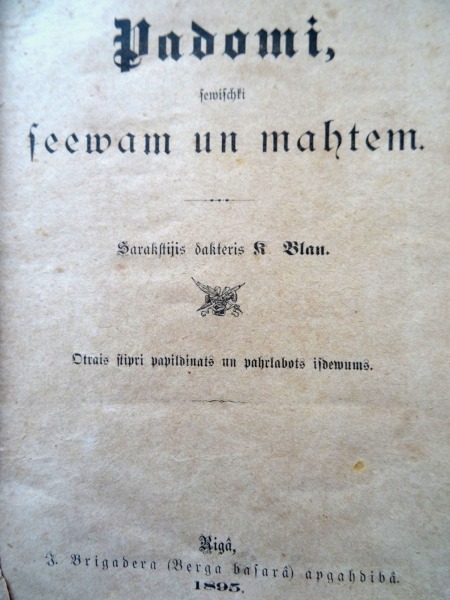 Padomi,
ſewiſchki
ſeewam un mahtem.
Sarakſtijis dakteris K. Blau.
Otrais ſtipri papildinats un pahrlabots iſdewums.
Rigâ,
J. Brigadera (Berga baſarâ) apgahdibâ.
1895.